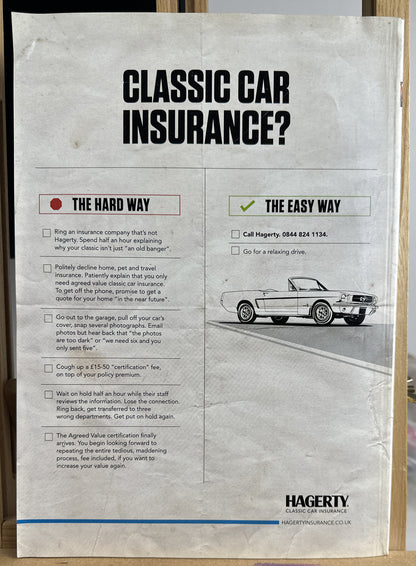 CLASSIC CAR
INSURANCE?
THE HARD WAY
Ring an insurance company that's not
Hagerty. Spend half an hour explaining
why your classic isn't just "an old banger".
Politely decline home, pet and travel
insurance. Patiently explain that you only
need agreed value classic car insurance.
To get off the phone, promise to get a
quote for your home "in the near future".
Go out to the garage, pull off your car's
cover, snap several photographs. Email
photos but hear back that "the photos
are too dark" or "we need six and you
only sent five".
Cough up a £15-50 "certification" fee,
on top of your policy premium.
Wait on hold half an hour while their staff
reviews the information. Lose the connection.
Ring back, get transferred to three
wrong departments. Get put on hold again.
The Agreed Value certification finally
arrives. You begin looking forward to
repeating the entire tedious, maddening
process, fee included, if you want to
increase your value again.
THE EASY WAY
Call Hagerty. 0844 824 1134.
Go for a relaxing drive.
HAGERTY
CLASSIC CAR INSURANCE
HAGERTYINSURANCE.CO.UK